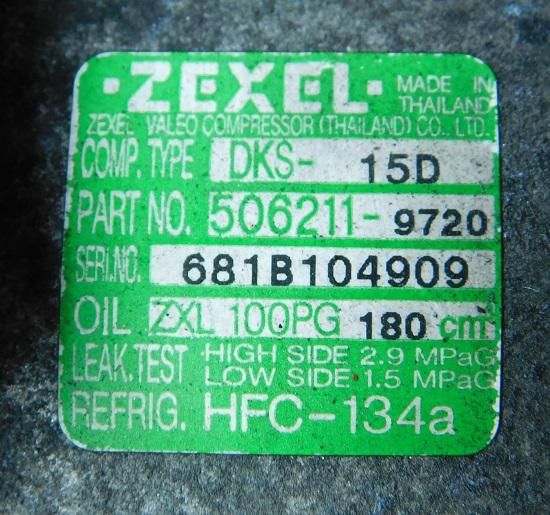 ·ZEXEL· MADE IN THAILAND
ZEXEL VALEO COMPRESSOR (THAILAND) CO., LTD.
COMP. TYPE DKS- 15D
PART NO. 506211- 9720
SERI.NO. 681B104909
OIL ZXL 100PG 180 cm³
LEAK.TEST HIGH SIDE 2.9 MPaG
LOW SIDE 1.5 MPaG
REFRIG. HFC-134a